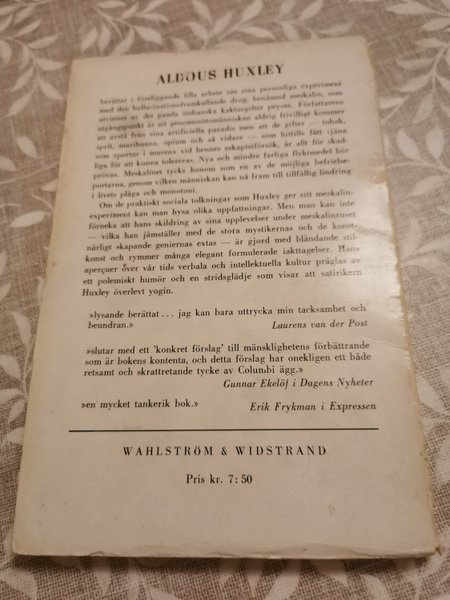 ALDOUS HUXLEY
berättar i föreliggande lilla arbete om sina personliga experiment
med den hallucinationsframkallande drog, benämnd meskalin, som
utvinnes ur det gamla indianska kaktusgiftet peyote. Författarens
utgångspunkt är att genomsnittsmänniskan aldrig frivilligt kommer
att avstå från sina artificiella paradis men att de gifter — tobak,
sprit, marihuana, opium och så vidare — som hittills fått tjäna
som sportar i murens vid hennes eskapistförsök, är allt för skad-
liga för att kunna tolereras. Nya och mindre farliga flyktmedel bör
prövas. Meskalinet tycks honom som en av de möjliga befrielse-
portarna, genom vilken människan kan nå fram till tillfällig lindring
i livets plåga och monotoni.
Om de praktiskt sociala tolkningar som Huxley ger sitt meskalin-
experiment kan man hysa olika uppfattningar. Men man kan inte
förneka att hans skildring av sina upplevelser under meskalinruset
— vilka han jämställer med de stora mystikernas och de konst-
närligt skapande geniernas extas — är gjord med bländande stil-
konst och rymmer många elegant formulerade iakttagelser. Hans
aperçuer över vår tids verbala och intellektuella kultur präglas av
ett polemiskt humör och en stridsglädje som visar att satirikern
Huxley överlevt yogin.
»lysande berättat . . . jag kan bara uttrycka min tacksamhet och
beundran.» Laurens van der Post
»slutar med ett 'konkret förslag' till mänsklighetens förbättrande
som är bokens kontenta, och detta förslag har onekligen ett både
retsamt och skrattretande tycke av Columbi ägg.»
Gunnar Ekelöf i Dagens Nyheter
»en mycket tankerik bok.» Erik Frykman i Expressen
WAHLSTRÖM & WIDSTRAND
Pris kr. 7: 50